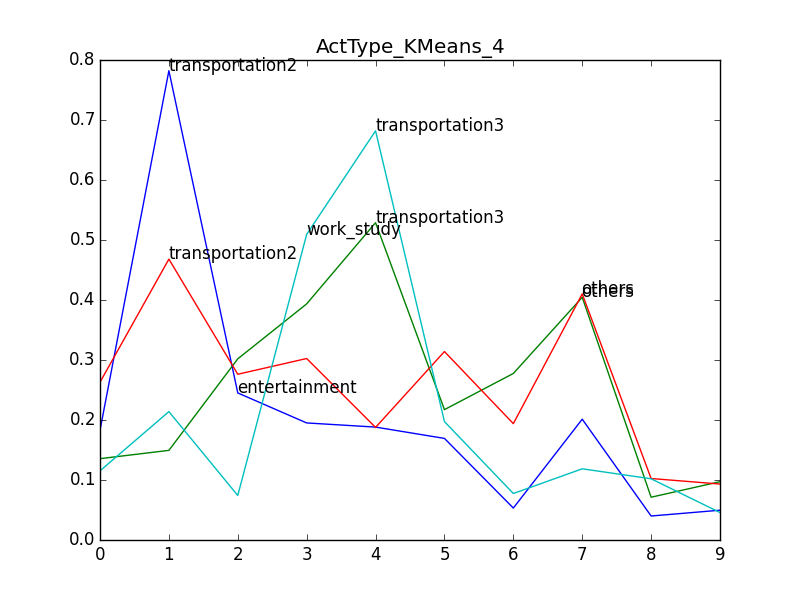 ActType_KMeans_4
0.8
transportation2
0.7
transportation3
0.6
transportation3
work_study
0.5
transportation2
others
others
0.4
0.3
entertainment
0.2
0.1
0.0
0 1 2 3 4 5 6 7 8 9